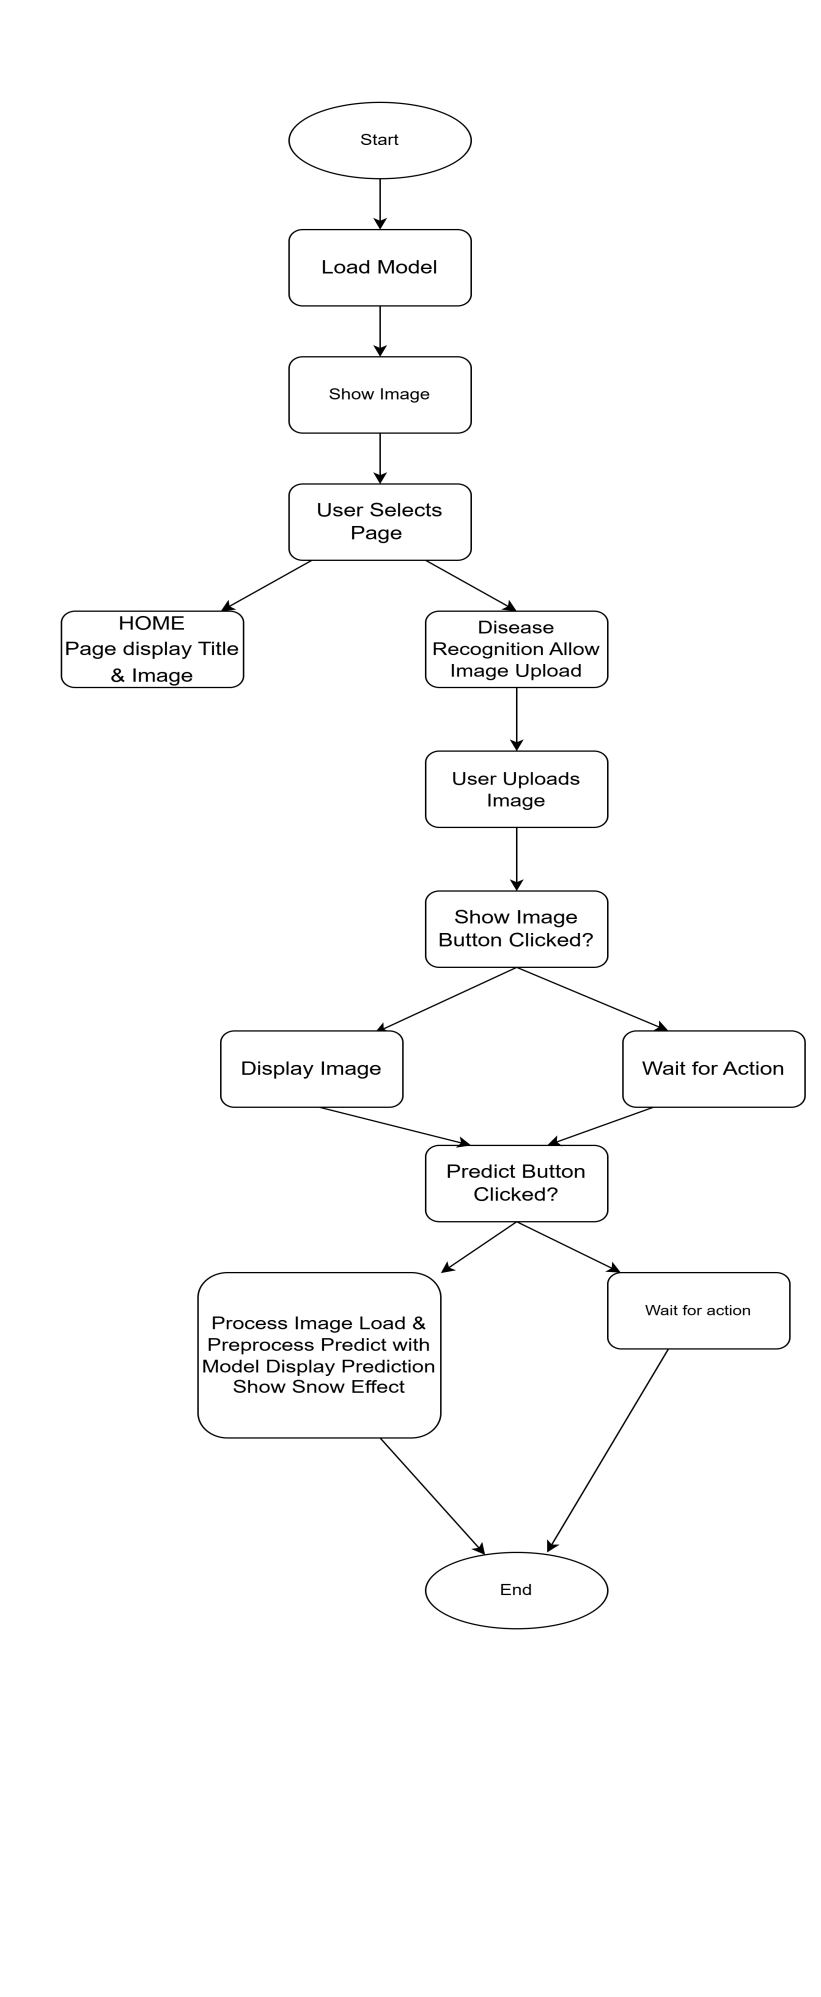 Start
Load Model
Show Image
User Selects
Page
HOME
Page display Title
& Image
Disease
Recognition Allow
Image Upload
User Uploads
Image
Show Image
Button Clicked?
Display Image
Wait for Action
Predict Button
Clicked?
Process Image Load &
Preprocess Predict with
Model Display Prediction
Show Snow Effect
Wait for action
End